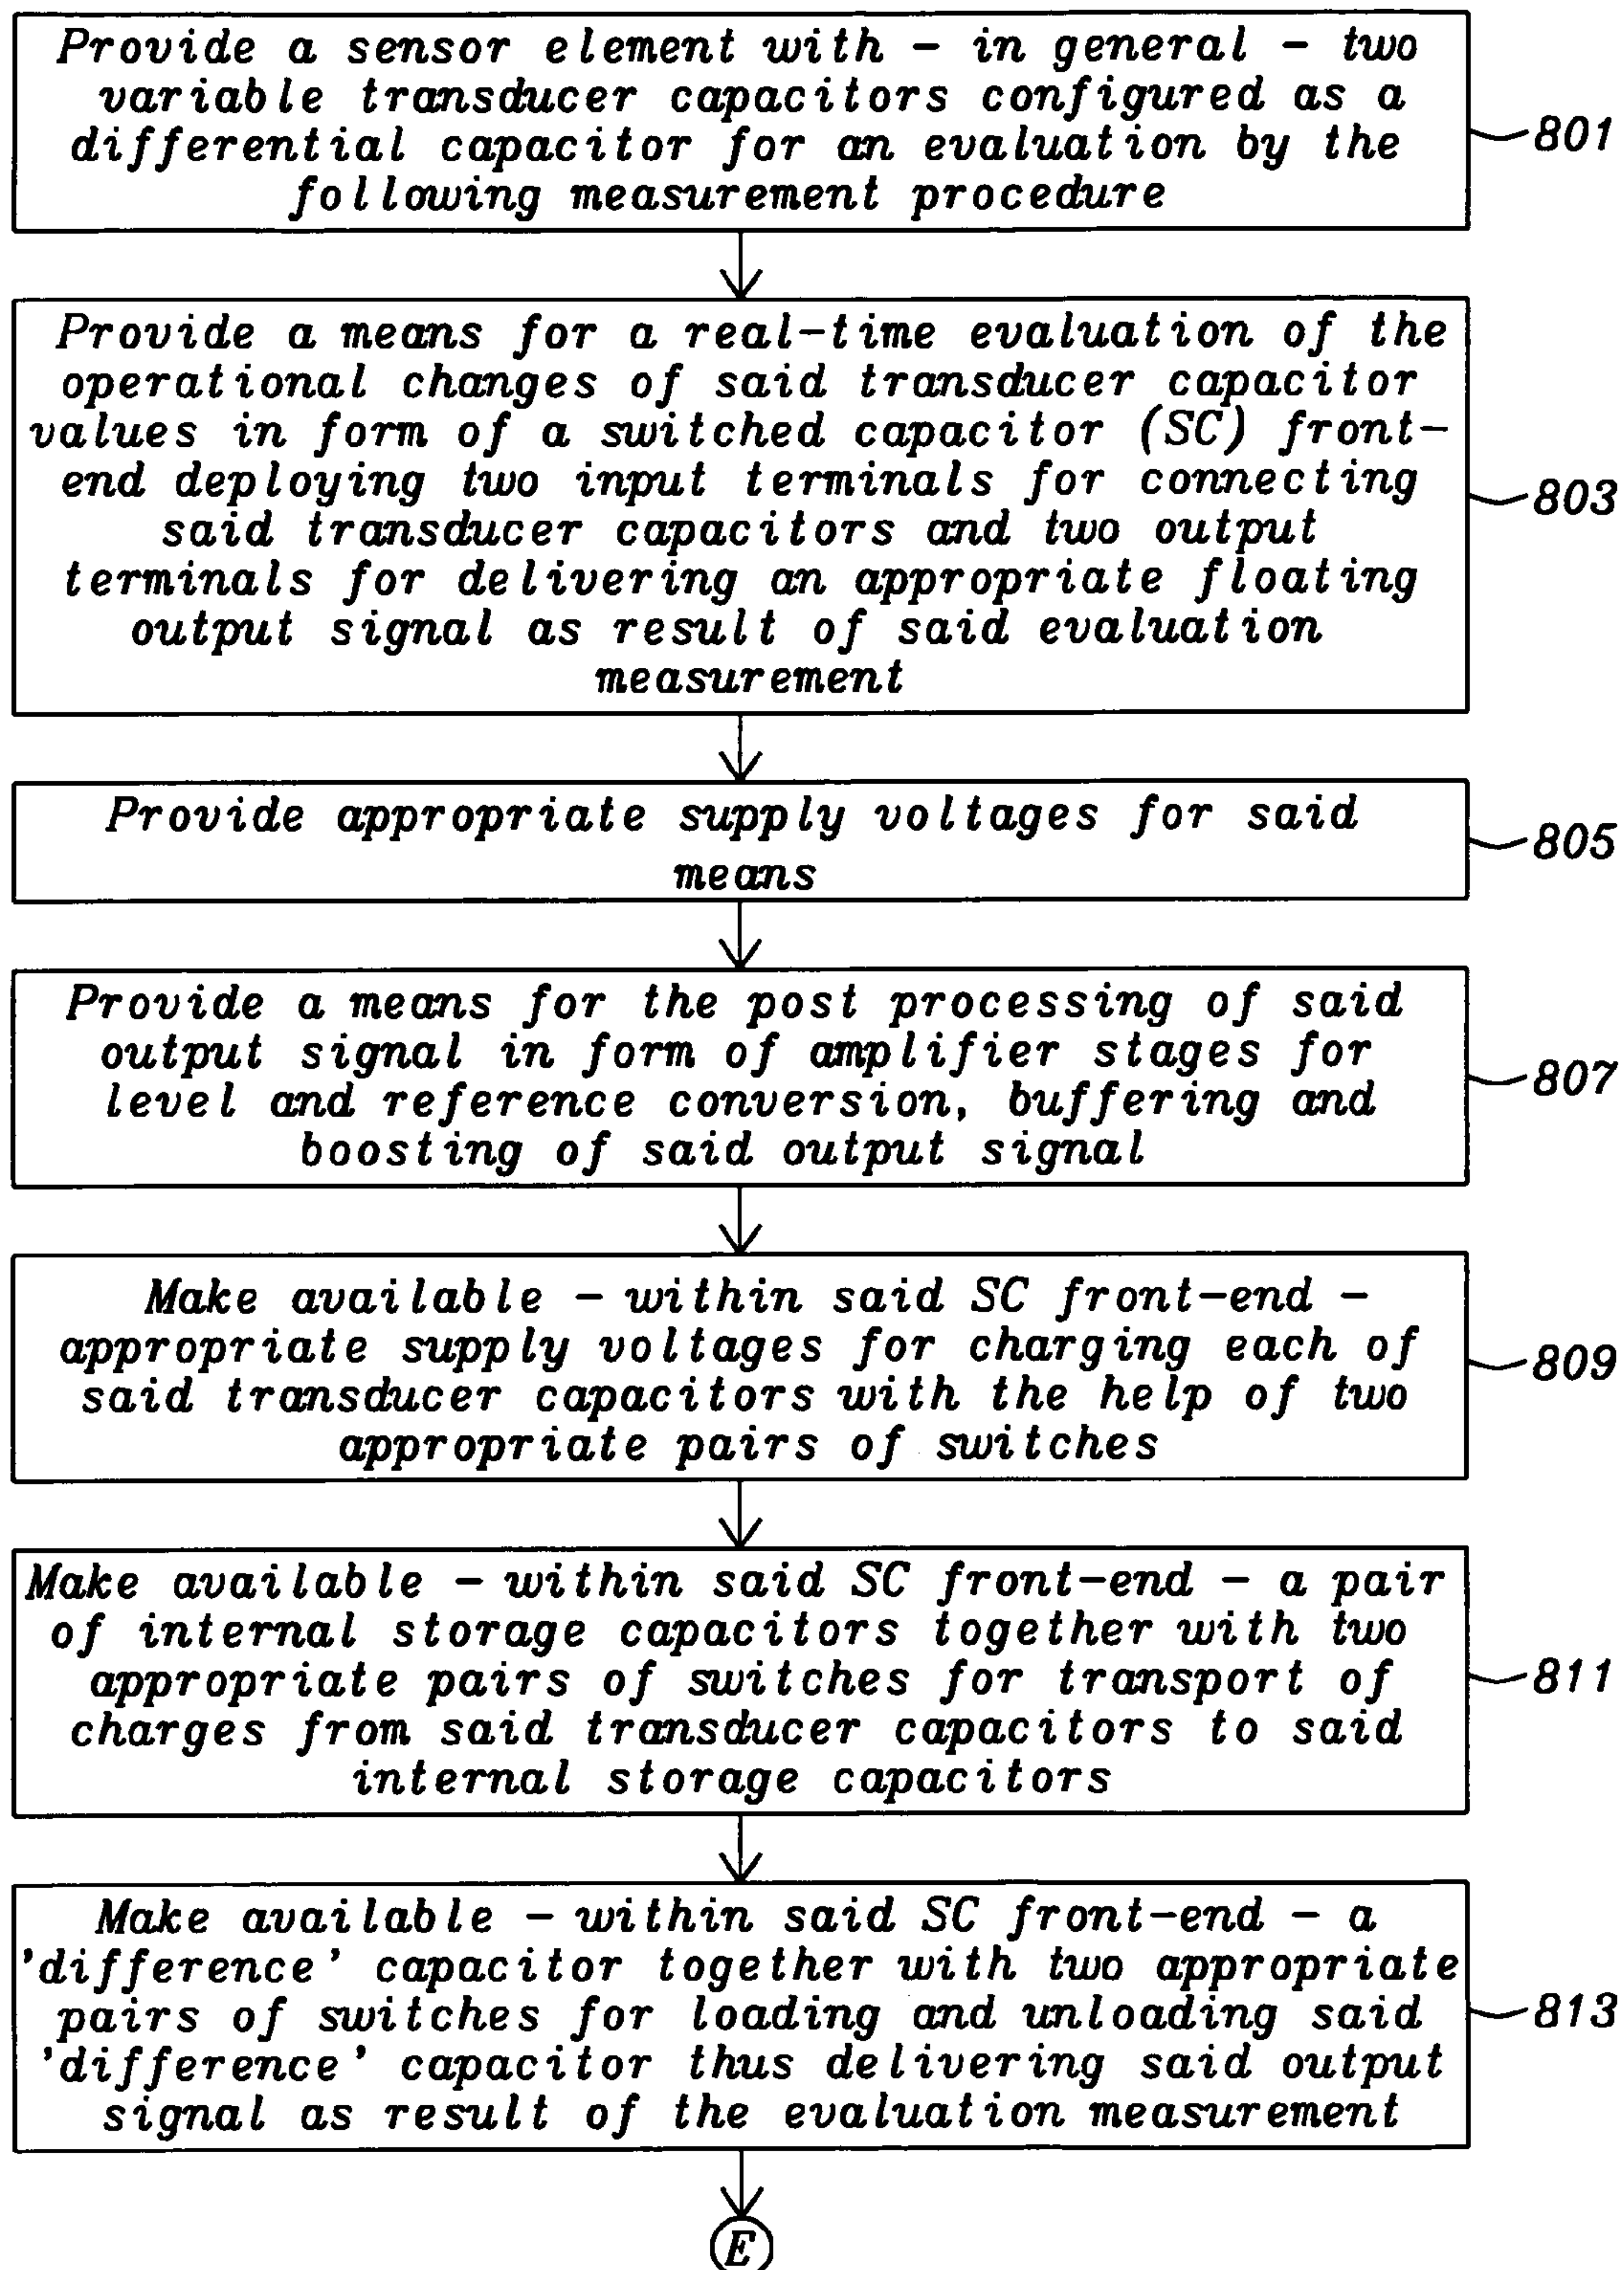 Provide a sensor element with - in general - two
variable transducer capacitors configured as a
differential capacitor for an evaluation by the
following measurement procedure
801
Provide a means for a real-time evaluation of the
operational changes of said transducer capacitor
values in form of a switched capacitor (SC) front-
end deploying two input terminals for connecting
said transducer capacitors and two output
terminals for delivering an appropriate floating
output signal as result of said evaluation
measurement
803
Provide appropriate supply voltages for said
means
805
Provide a means for the post processing of said
output signal in form of amplifier stages for
level and reference conversion, buffering and
boosting of said output signal
807
Make available - within said SC front-end -
appropriate supply voltages for charging each of
said transducer capacitors with the help of two
appropriate pairs of switches
809
Make available - within said SC front-end - a pair
of internal storage capacitors together with two
appropriate pairs of switches for transport of
charges from said transducer capacitors to said
internal storage capacitors
811
Make available - within said SC front-end - a
'difference' capacitor together with two appropriate
pairs of switches for loading and unloading said
'difference' capacitor thus delivering said output
signal as result of the evaluation measurement
813
E